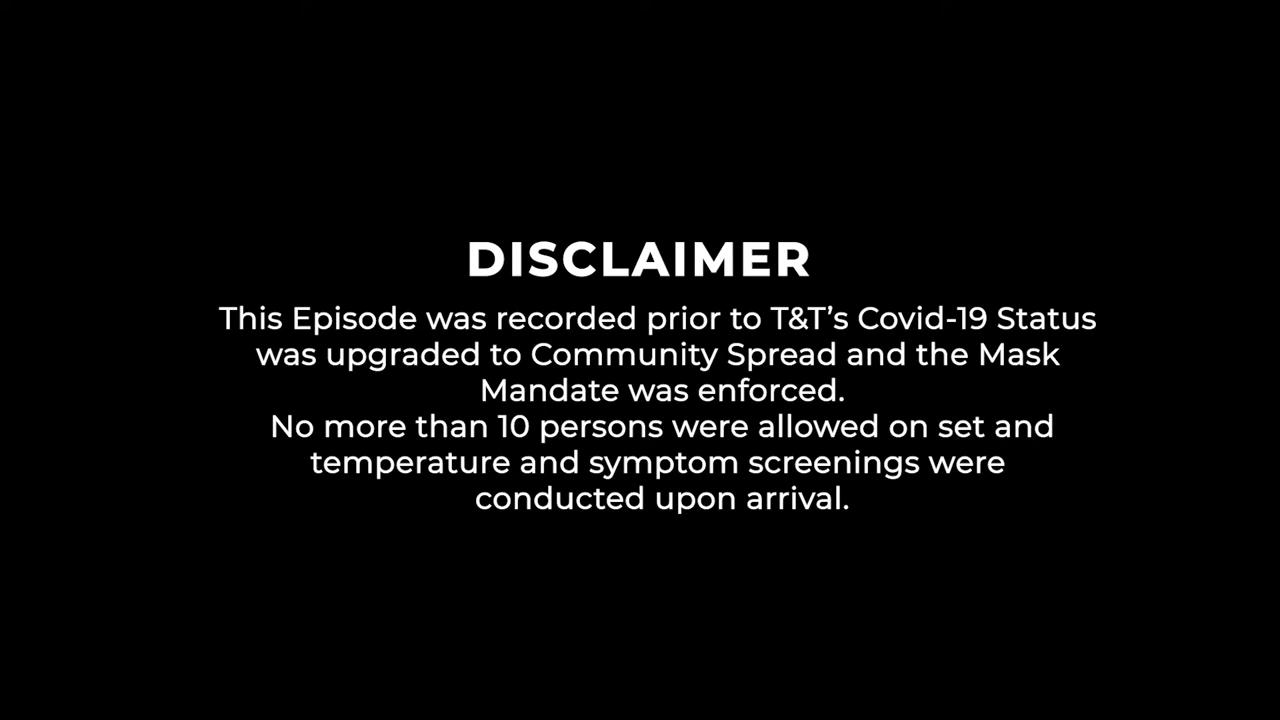 DISCLAIMER
This Episode was recorded prior to T&T’s Covid-19 Status
was upgraded to Community Spread and the Mask
Mandate was enforced.
No more than 10 persons were allowed on set and
temperature and symptom screenings were
conducted upon arrival.